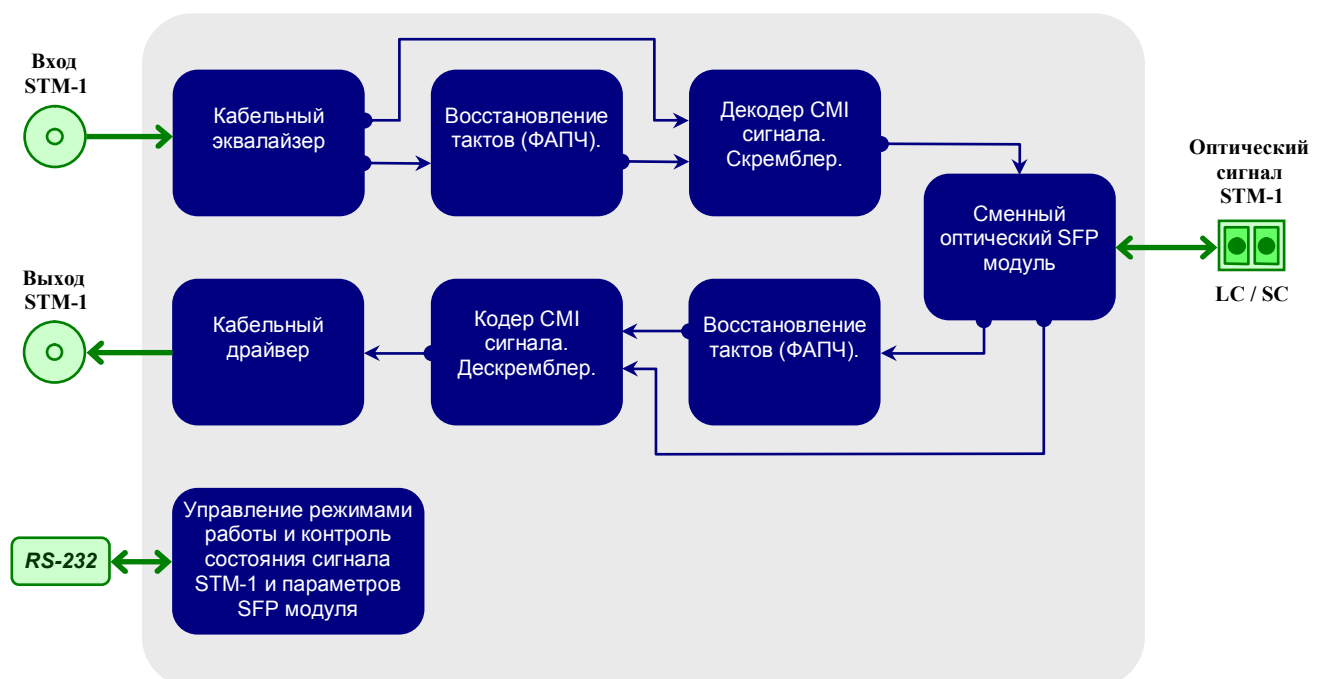 Вход
STM-1
Кабельный
эквалайзер
Восстановление
тактов (ФАПЧ).
Декодер CMI
сигнала.
Скремблер.
Оптический
сигнал
STM-1
Сменный
оптический SFP
модуль
LC / SC
Выход
STM-1
Кабельный
драйвер
Кодер CMI
сигнала.
Дескремблер.
Восстановление
тактов (ФАПЧ).
RS-232
Управление режимами
работы и контроль
состояния сигнала
STM-1 и параметров
SFP модуля